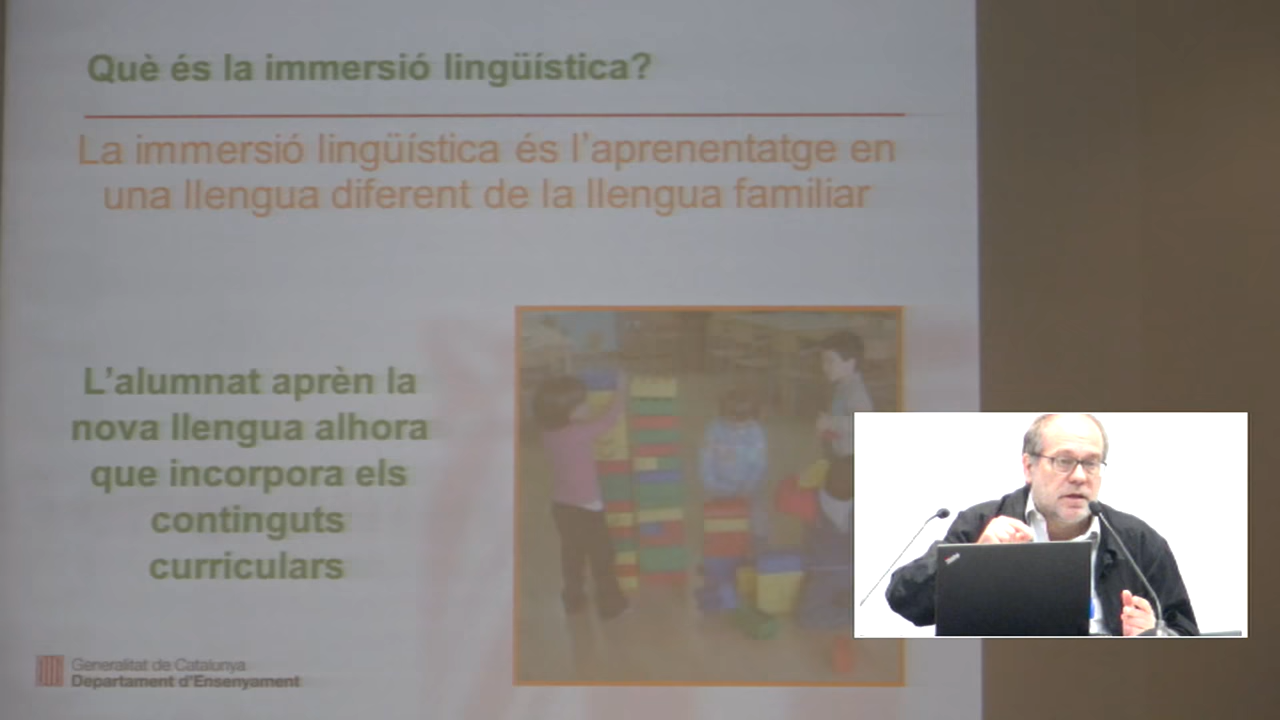 Què és la immersió lingüística?
La immersió lingüística és l'aprenentatge en
una llengua diferent de la llengua familiar
L'alumnat aprèn la
nova llengua alhora
que incorpora els
continguts
curriculars
Generalitat de Catalunya
Departament d'Ensenyament